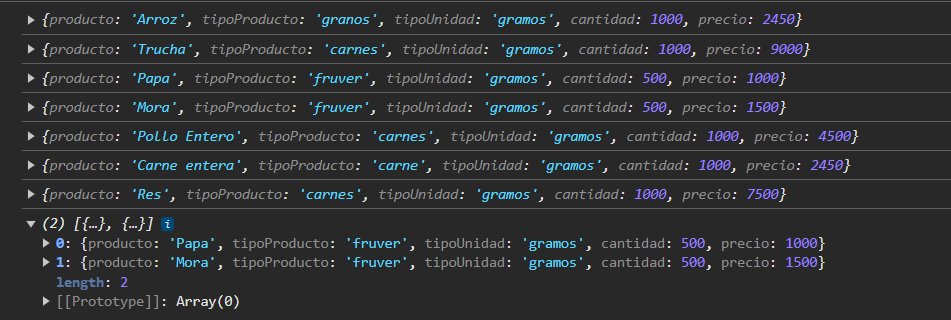 {producto: 'Arroz', tipoProducto: 'granos', tipoUnidad: 'gramos', cantidad: 1000, precio: 2450}
{producto: 'Trucha', tipoProducto: 'carnes', tipoUnidad: 'gramos', cantidad: 1000, precio: 9000}
{producto: 'Papa', tipoProducto: 'fruver', tipoUnidad: 'gramos', cantidad: 500, precio: 1000}
{producto: 'Mora', tipoProducto: 'fruver', tipoUnidad: 'gramos', cantidad: 500, precio: 1500}
{producto: 'Pollo Entero', tipoProducto: 'carnes', tipoUnidad: 'gramos', cantidad: 1000, precio: 4500}
{producto: 'Carne entera', tipoProducto: 'carne', tipoUnidad: 'gramos', cantidad: 1000, precio: 2450}
{producto: 'Res', tipoProducto: 'carnes', tipoUnidad: 'gramos', cantidad: 1000, precio: 7500}
(2) [{…}, {…}] i
0: {producto: 'Papa', tipoProducto: 'fruver', tipoUnidad: 'gramos', cantidad: 500, precio: 1000}
1: {producto: 'Mora', tipoProducto: 'fruver', tipoUnidad: 'gramos', cantidad: 500, precio: 1500}
length: 2
[[Prototype]]: Array(0)